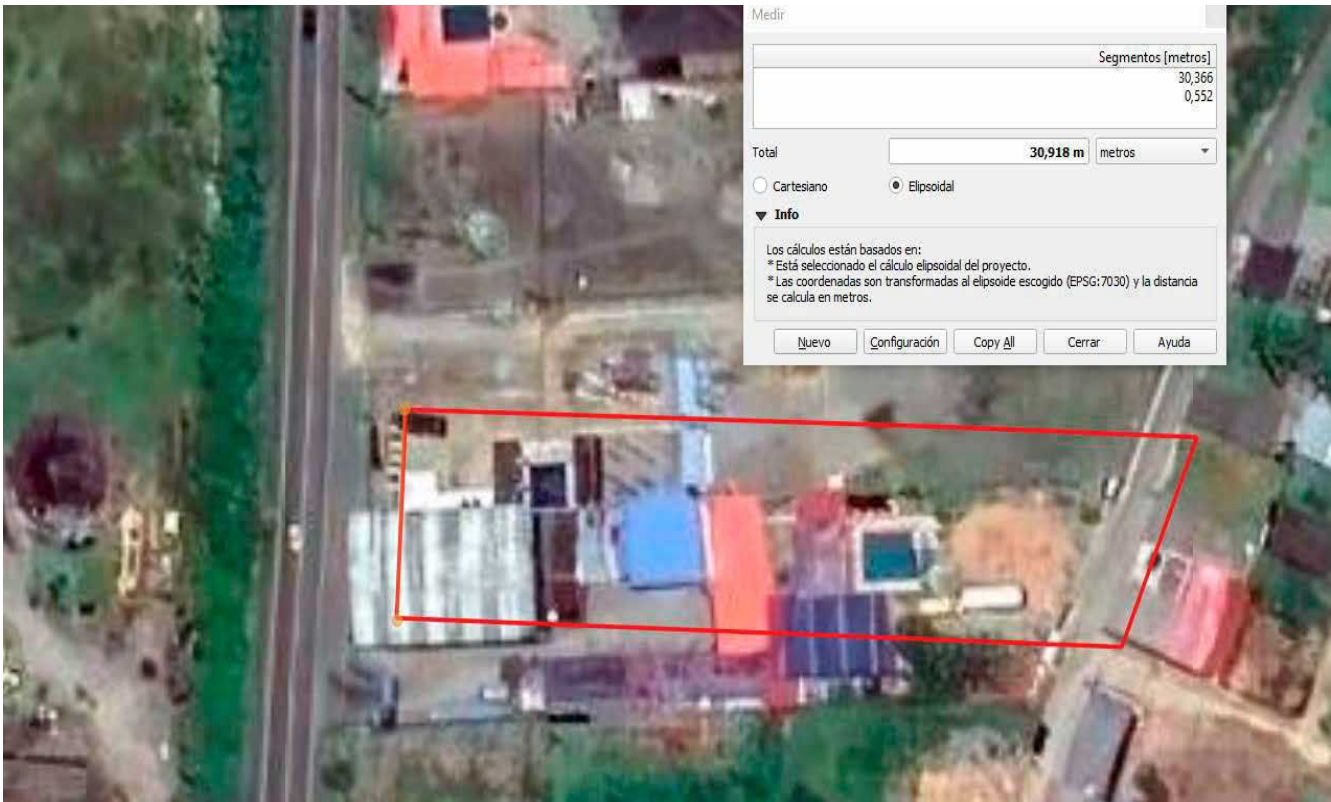 Medir
Segmentos [metros]
30,366
0,552
Total 30,918 m metros
Cartesiano Elipsoidal
Info
Los cálculos están basados en:
* Está seleccionado el cálculo elipsoidal del proyecto.
* Las coordenadas son transformadas al elipsoide escogido (EPSG:7030) y la distancia
se calcula en metros.
Nuevo Configuración Copy All Cerrar Ayuda